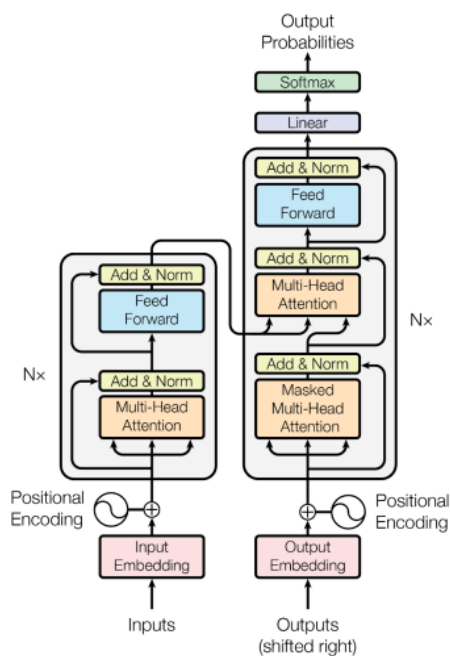 Output
Probabilities
Softmax
Linear
Add & Norm
Feed
Forward
Add & Norm
Multi-Head
Attention
Nx
Add & Norm
Masked
Multi-Head
Attention
Add & Norm
Feed
Forward
Nx
Add & Norm
Multi-Head
Attention
Positional
Encoding
Positional
Encoding
Input
Embedding
Output
Embedding
Inputs
Outputs
(shifted right)